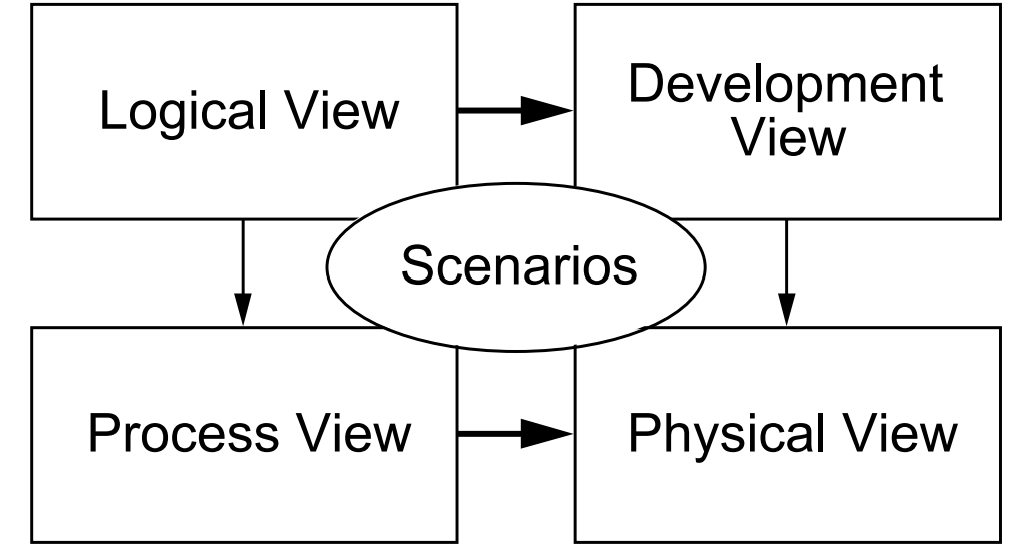 Logical View
Development
View
Scenarios
Process View
Physical View